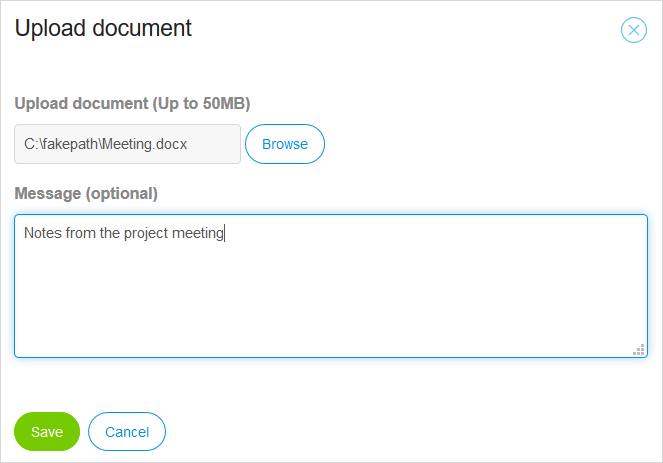 Upload document
Upload document (Up to 50MB)
C:\fakepath\Meeting.docx Browse
Message (optional)
Notes from the project meeting
Save Cancel